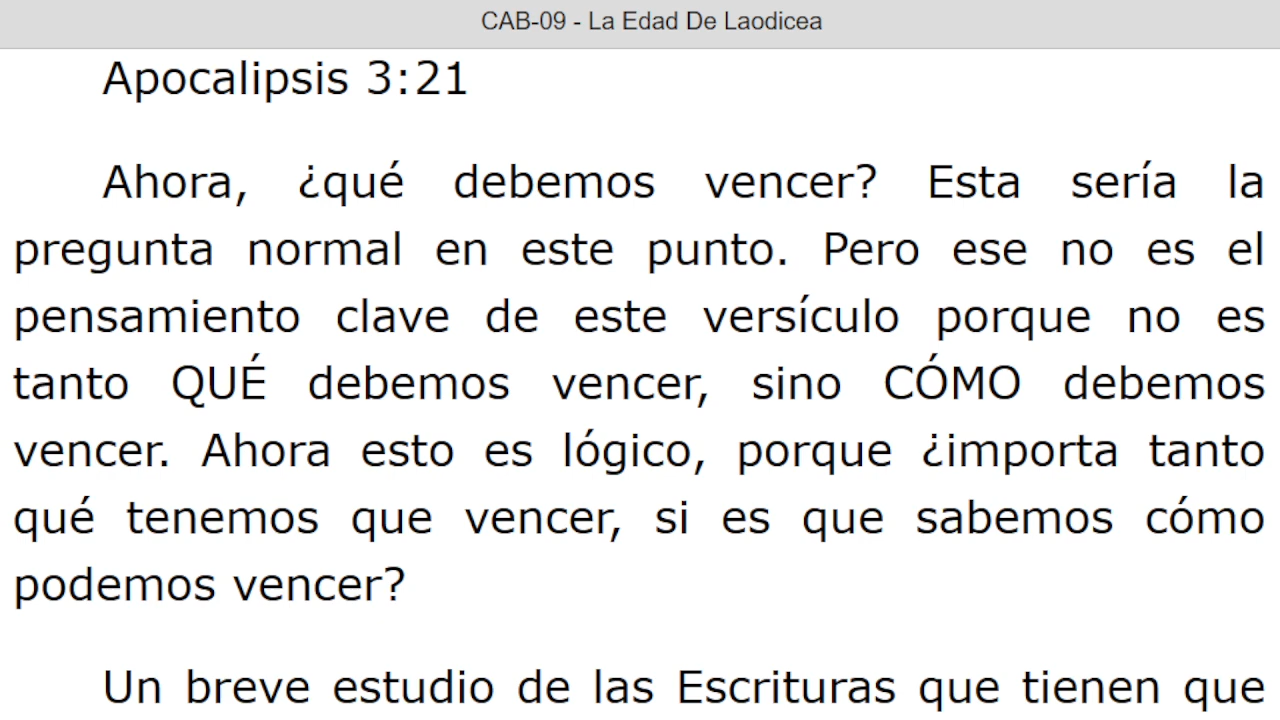 CAB-09 - La Edad De Laodicea
Apocalipsis 3:21
Ahora, ¿qué debemos vencer? Esta sería la
pregunta normal en este punto. Pero ese no es el
pensamiento clave de este versículo porque no es
tanto QUÉ debemos vencer, sino CÓMO debemos
vencer. Ahora esto es lógico, porque ¿importa tanto
qué tenemos que vencer, si es que sabemos cómo
podemos vencer?
Un breve estudio de las Escrituras que tienen que